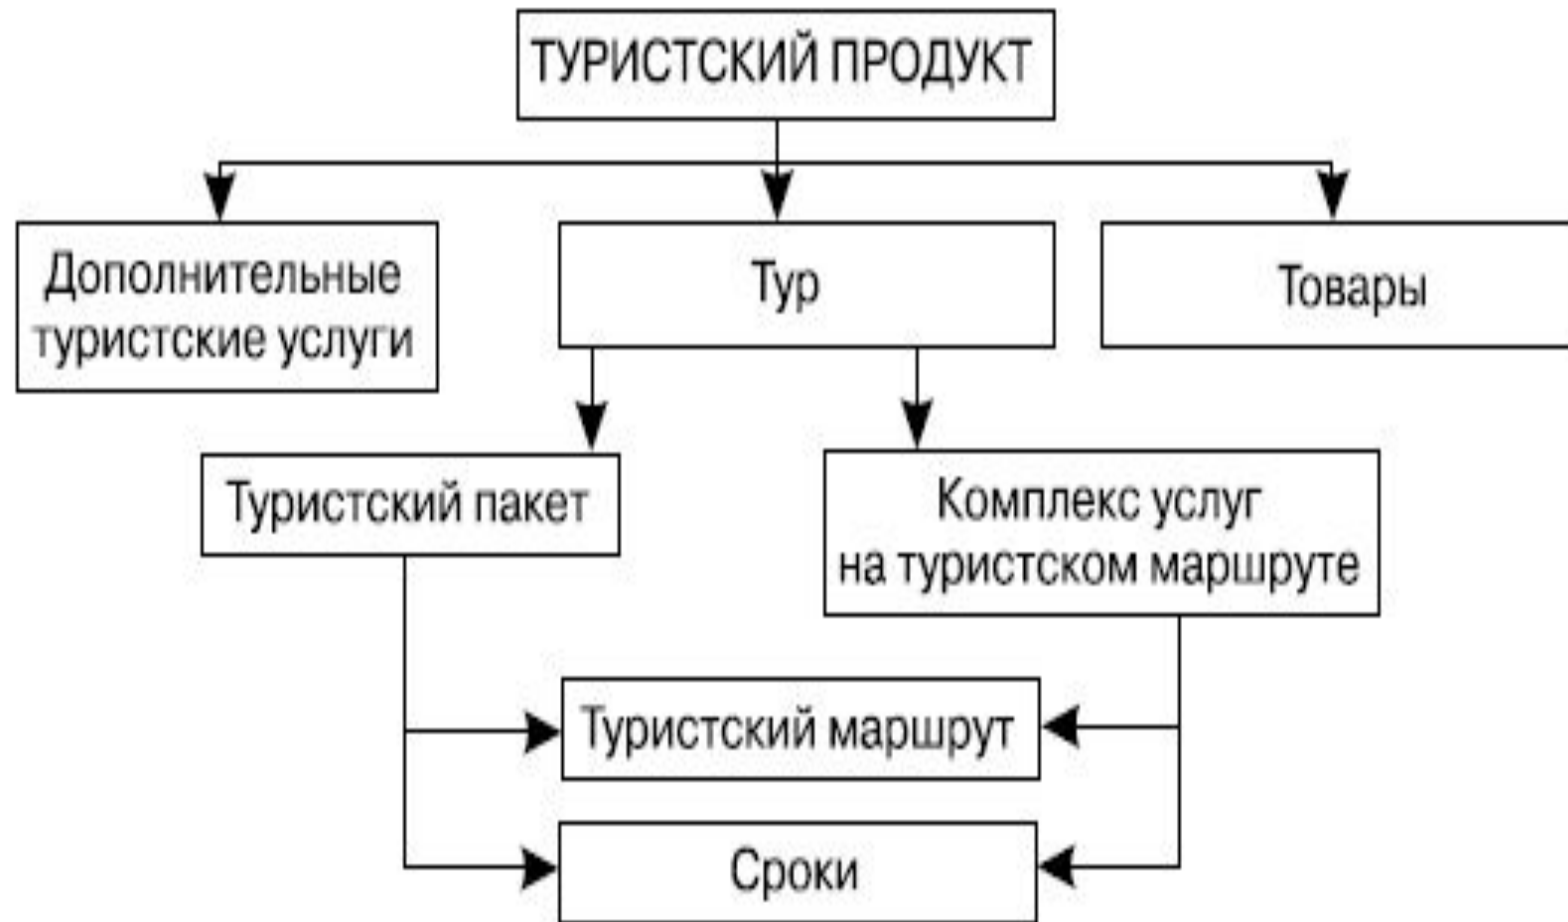 ТУРИСТСКИЙ ПРОДУКТ
Дополнительные
туристские услуги
Тур
Товары
Туристский пакет
Комплекс услуг
на туристском маршруте
Туристский маршрут
Сроки